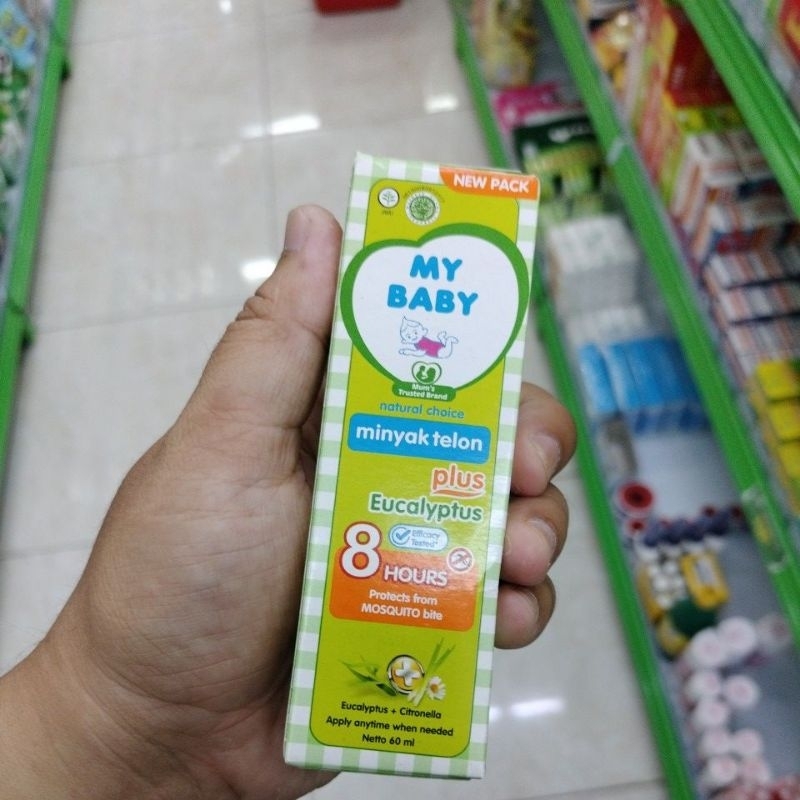 NEW PACK
MY
BABY
Mum's
Trusted Brand
natural choice
minyak telon
plus
Eucalyptus
Efficacy
Tested*
8
HOURS
Protects from
MOSQUITO bite
Eucalyptus + Citronella
Apply anytime when needed
Netto 60 ml